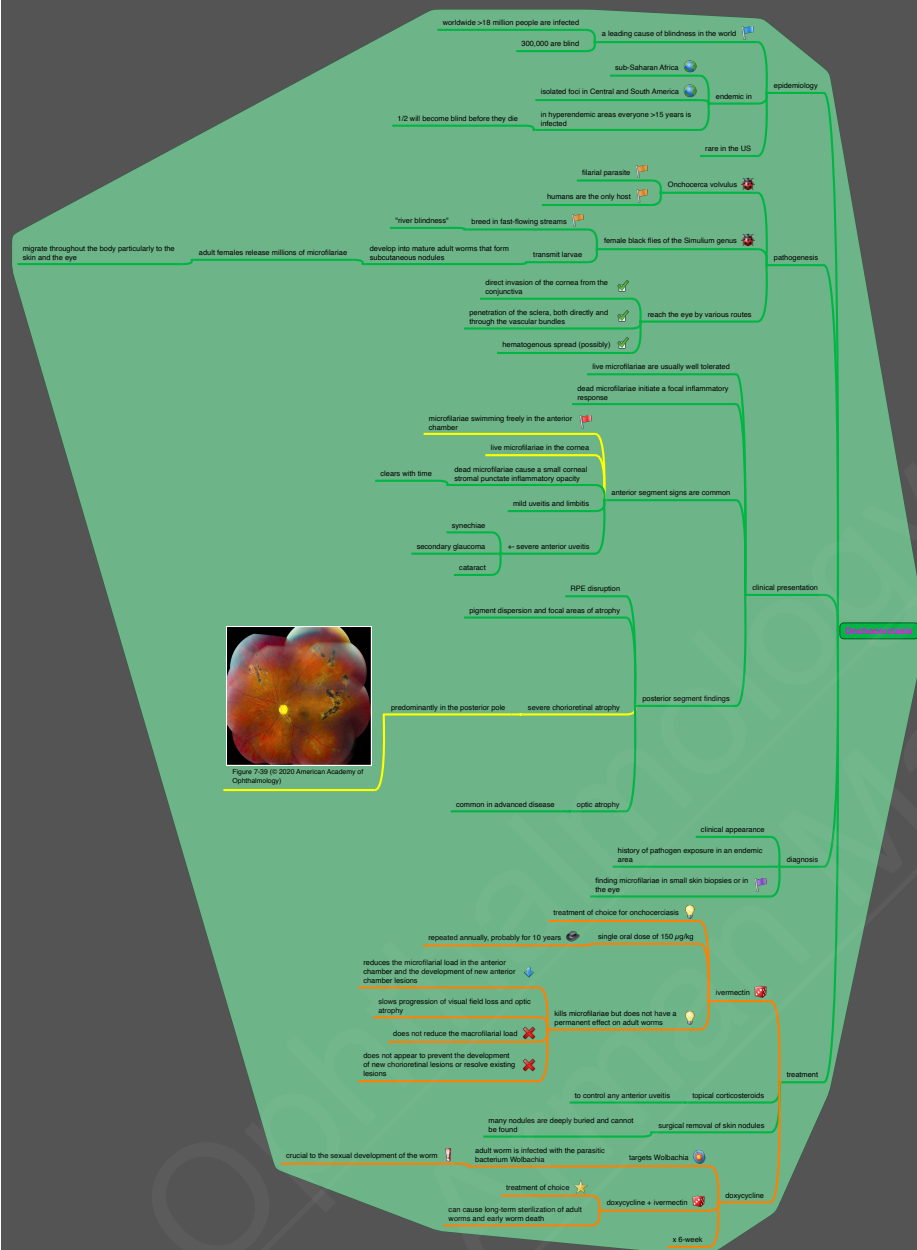 worldwide >18 million people are infected
300,000 are blind
a leading cause of blindness in the world
sub-Saharan Africa
isolated foci in Central and South America
1/2 will become blind before they die
in hyperendemic areas everyone >15 years is
infected
endemic in
rare in the US
epidemiology
filarial parasite
humans are the only host
Onchocerca volvulus
"river blindness"
breed in fast-flowing streams
migrate throughout the body particularly to the
skin and the eye
adult females release millions of microfilariae
develop into mature adult worms that form
subcutaneous nodules
transmit larvae
female black flies of the Simulium genus
direct invasion of the cornea from the
conjunctiva
penetration of the sclera, both directly and
through the vascular bundles
hematogenous spread (possibly)
reach the eye by various routes
pathogenesis
live microfilariae are usually well tolerated
dead microfilariae initiate a focal inflammatory
response
microfilariae swimming freely in the anterior
chamber
live microfilariae in the cornea
clears with time
dead microfilariae cause a small corneal
stromal punctate inflammatory opacity
mild uveitis and limbitis
synechiae
secondary glaucoma
cataract
+- severe anterior uveitis
anterior segment signs are common
RPE disruption
pigment dispersion and focal areas of atrophy
Figure 7-39 (© 2020 American Academy of
Ophthalmology)
predominantly in the posterior pole
severe chorioretinal atrophy
common in advanced disease
optic atrophy
posterior segment findings
clinical presentation
clinical appearance
history of pathogen exposure in an endemic
area
finding microfilariae in small skin biopsies or in
the eye
diagnosis
treatment of choice for onchocerciasis
repeated annually, probably for 10 years
single oral dose of 150 µg/kg
reduces the microfilarial load in the anterior
chamber and the development of new anterior
chamber lesions
slows progression of visual field loss and optic
atrophy
does not reduce the macrofilarial load
does not appear to prevent the development
of new chorioretinal lesions or resolve existing
lesions
kills microfilariae but does not have a
permanent effect on adult worms
ivermectin
to control any anterior uveitis
topical corticosteroids
many nodules are deeply buried and cannot
be found
surgical removal of skin nodules
crucial to the sexual development of the worm
adult worm is infected with the parasitic
bacterium Wolbachia
targets Wolbachia
treatment of choice
can cause long-term sterilization of adult
worms and early worm death
doxycycline + ivermectin
x 6-week
doxycycline
treatment